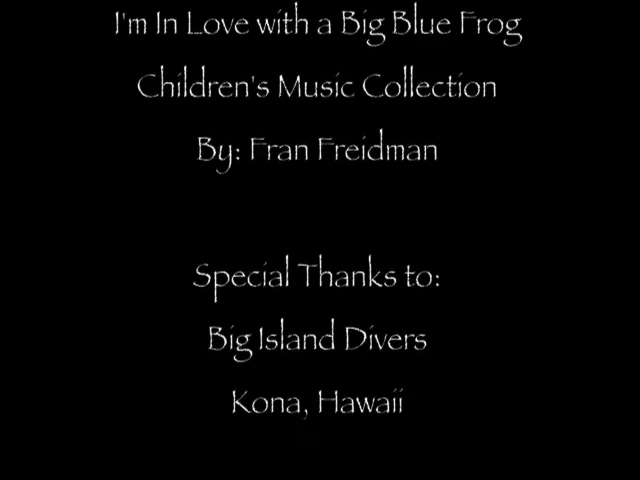 I'm In Love with a Big Blue Frog
Children's Music Collection
By: Fran Freidman
Special Thanks to:
Big Island Divers
Kona, Hawaii